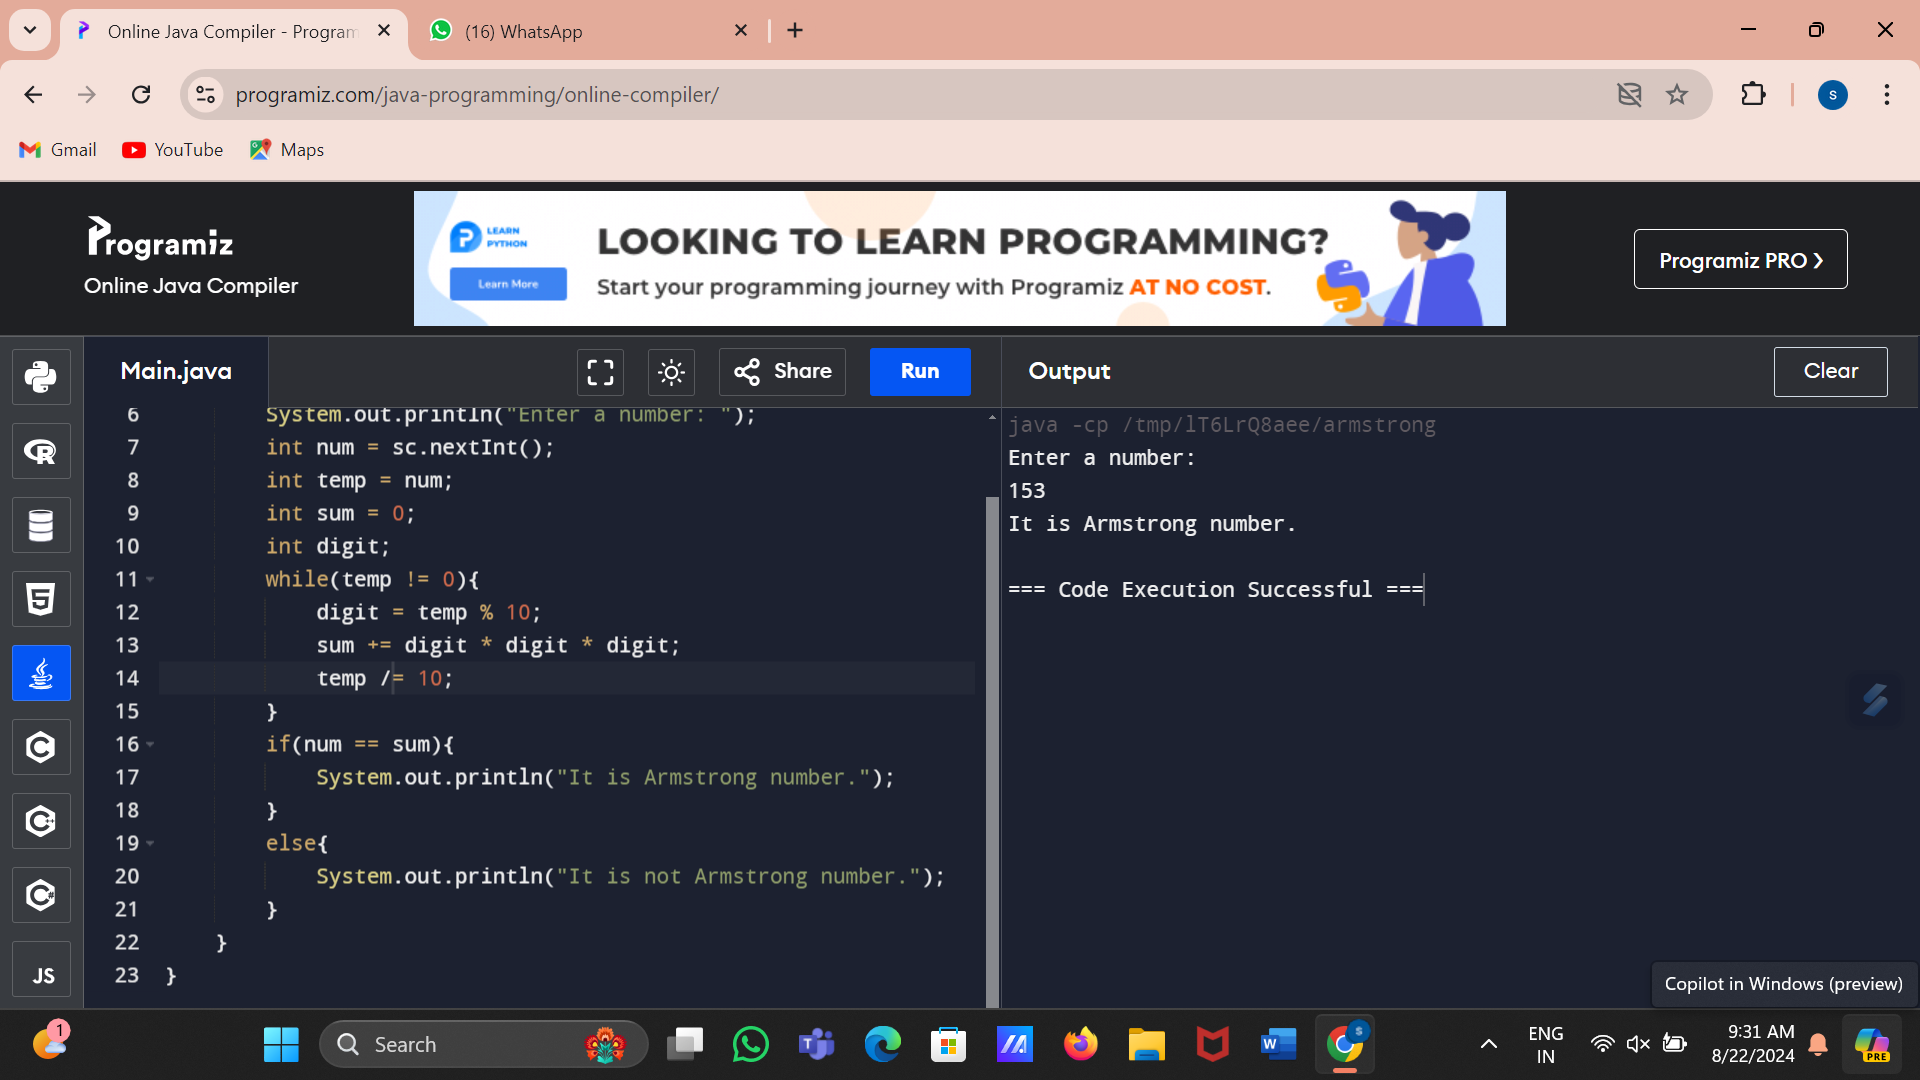 Online Java Compiler - Program
(16) WhatsApp
programiz.com/java-programming/online-compiler/
s
Gmail
YouTube
Maps
Programiz
Online Java Compiler
LEARN
PYTHON
Learn More
LOOKING TO LEARN PROGRAMMING?
Start your programming journey with Programiz AT NO COST.
Programiz PRO
Main.java
Share
Run
Output
Clear
6 System.out.println("Enter a number: ");
7 int num = sc.nextInt();
8 int temp = num;
9 int sum = 0;
10 int digit;
11 while(temp != 0){
12 digit = temp % 10;
13 sum += digit * digit * digit;
14 temp /= 10;
15 }
16 if(num == sum){
17 System.out.println("It is Armstrong number.");
18 }
19 else{
20 System.out.println("It is not Armstrong number.");
21 }
22 }
23 }
java -cp /tmp/lT6LrQ8aee/armstrong
Enter a number:
153
It is Armstrong number.
=== Code Execution Successful ===
JS
Copilot in Windows (preview)
1
Search
ENG
IN
9:31 AM
8/22/2024
PRE